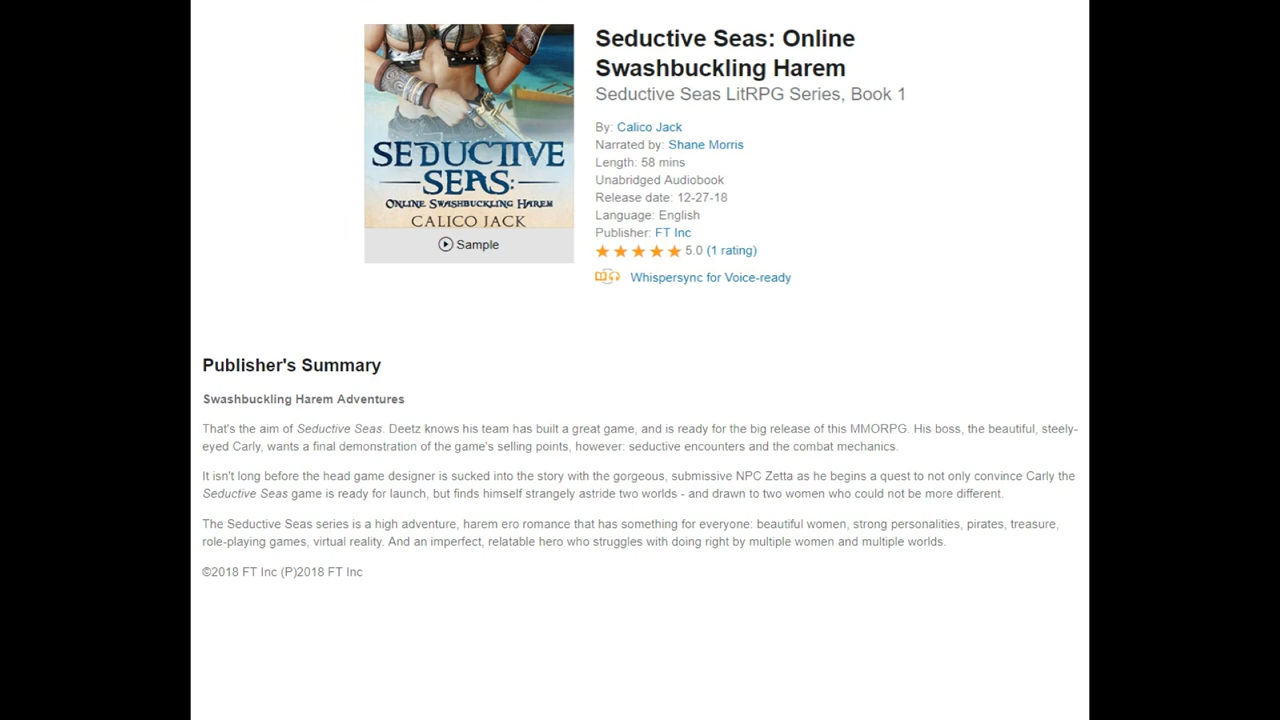 SEDUCTIVE
SEAS:
ONLINE SWASHBUCKLING HAREM
CALICO JACK
Sample
Seductive Seas: Online
Swashbuckling Harem
Seductive Seas LitRPG Series, Book 1
By: Calico Jack
Narrated by: Shane Morris
Length: 58 mins
Unabridged Audiobook
Release date: 12-27-18
Language: English
Publisher: FT Inc
5.0 (1 rating)
Whispersync for Voice-ready
Publisher's Summary
Swashbuckling Harem Adventures
That's the aim of Seductive Seas. Deetz knows his team has built a great game, and is ready for the big release of this MMORPG. His boss, the beautiful, steely-
eyed Carly, wants a final demonstration of the game's selling points, however: seductive encounters and the combat mechanics.
It isn't long before the head game designer is sucked into the story with the gorgeous, submissive NPC Zetta as he begins a quest to not only convince Carly the
Seductive Seas game is ready for launch, but finds himself strangely astride two worlds - and drawn to two women who could not be more different.
The Seductive Seas series is a high adventure, harem ero romance that has something for everyone: beautiful women, strong personalities, pirates, treasure,
role-playing games, virtual reality. And an imperfect, relatable hero who struggles with doing right by multiple women and multiple worlds.
©2018 FT Inc (P)2018 FT Inc